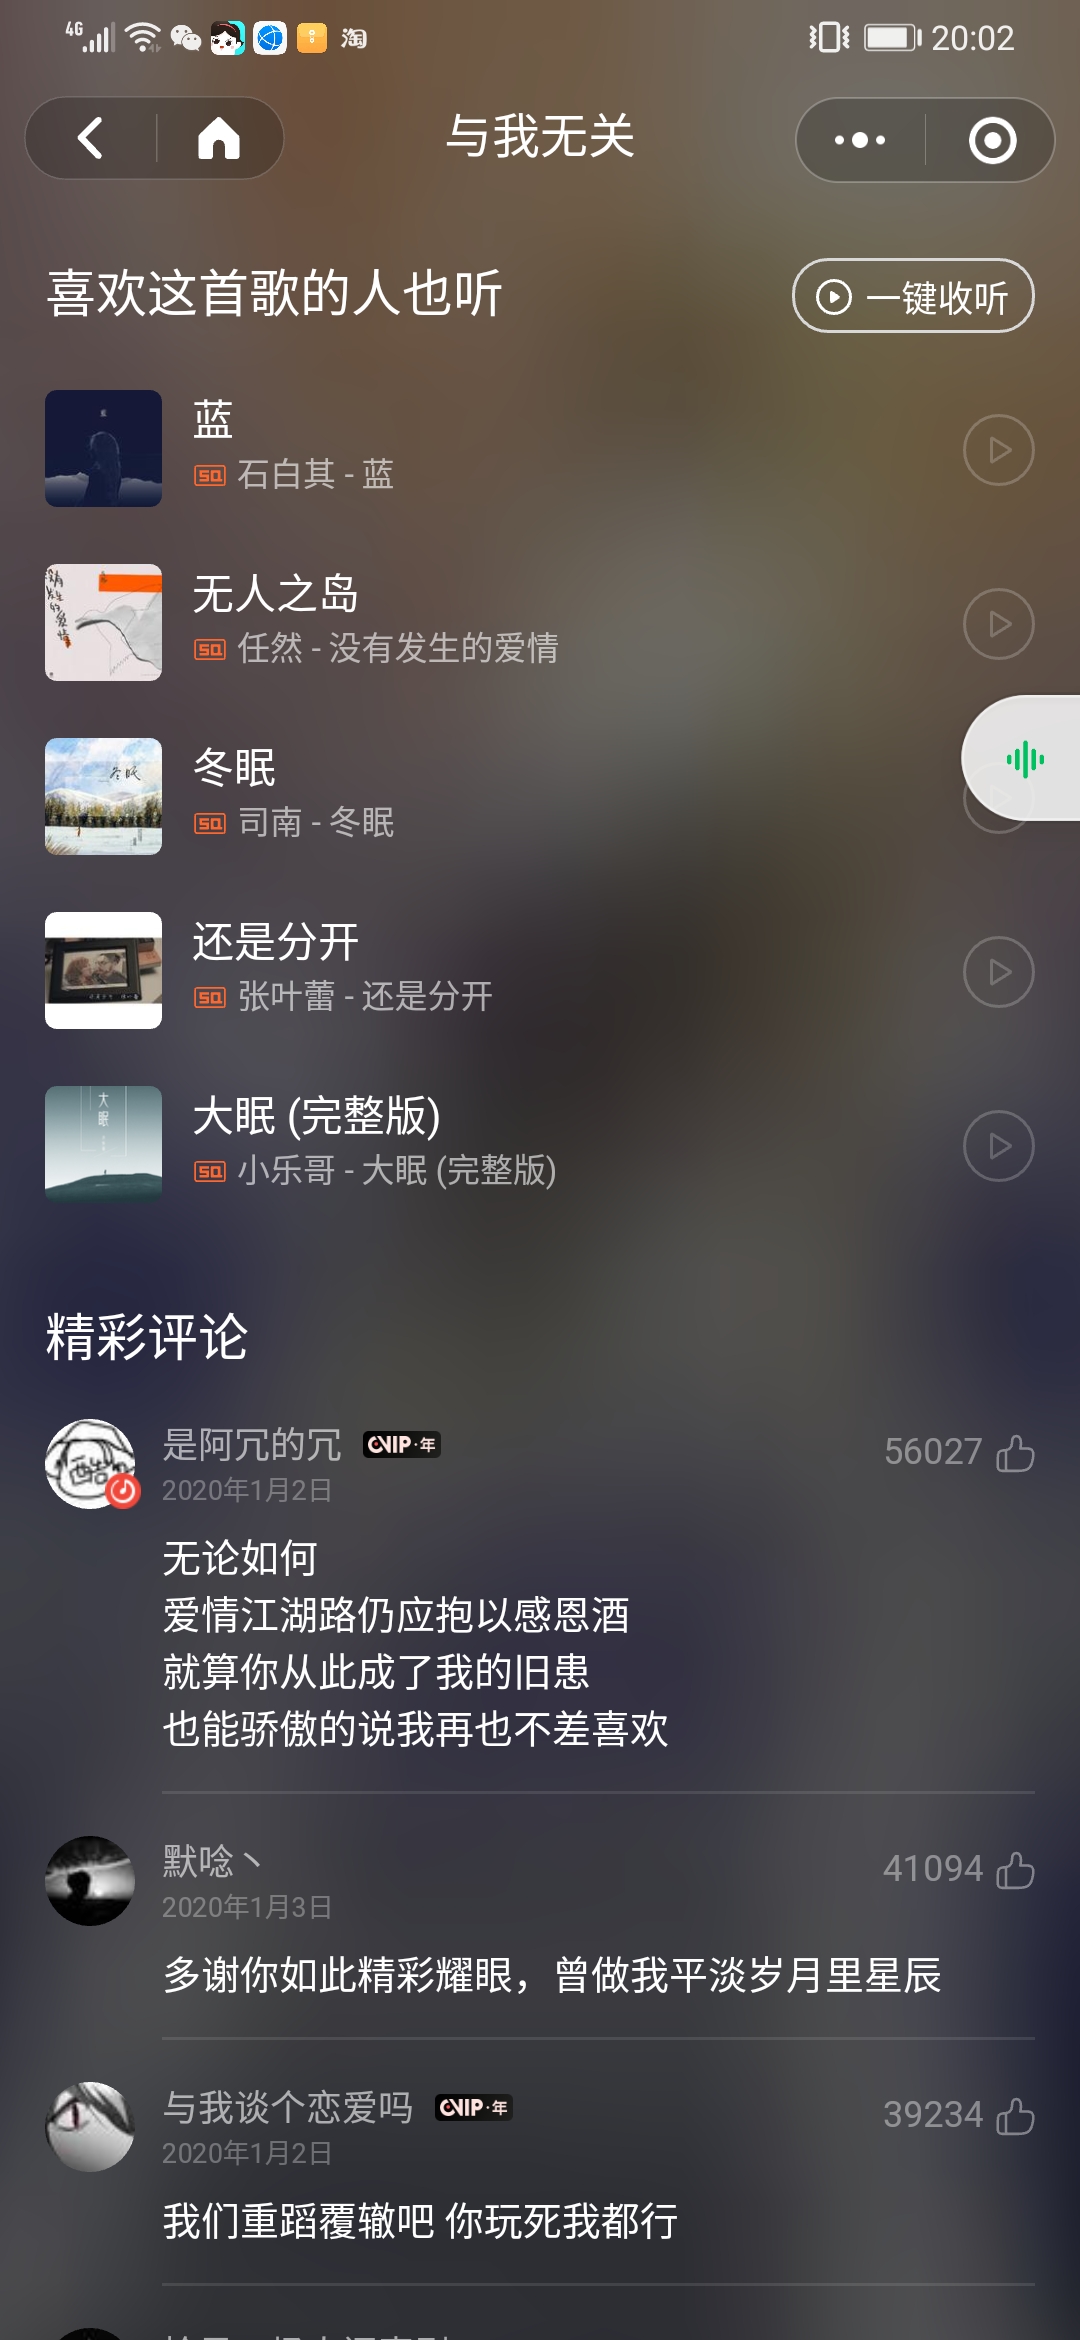 4G 淘 20:02
与我无关
喜欢这首歌的人也听 一键收听
蓝
SQ 石白其 - 蓝
无人之岛
SQ 任然 - 没有发生的爱情
冬眠
SQ 司南 - 冬眠
还是分开
SQ 张叶蕾 - 还是分开
大眠 (完整版)
SQ 小乐哥 - 大眠 (完整版)
精彩评论
是阿冗的冗 VIP·年 56027
2020年1月2日
无论如何
爱情江湖路仍应抱以感恩酒
就算你从此成了我的旧患
也能骄傲的说我再也不差喜欢
默唸丶 41094
2020年1月3日
多谢你如此精彩耀眼，曾做我平淡岁月里星辰
与我谈个恋爱吗 VIP·年 39234
2020年1月2日
我们重蹈覆辙吧 你玩死我都行